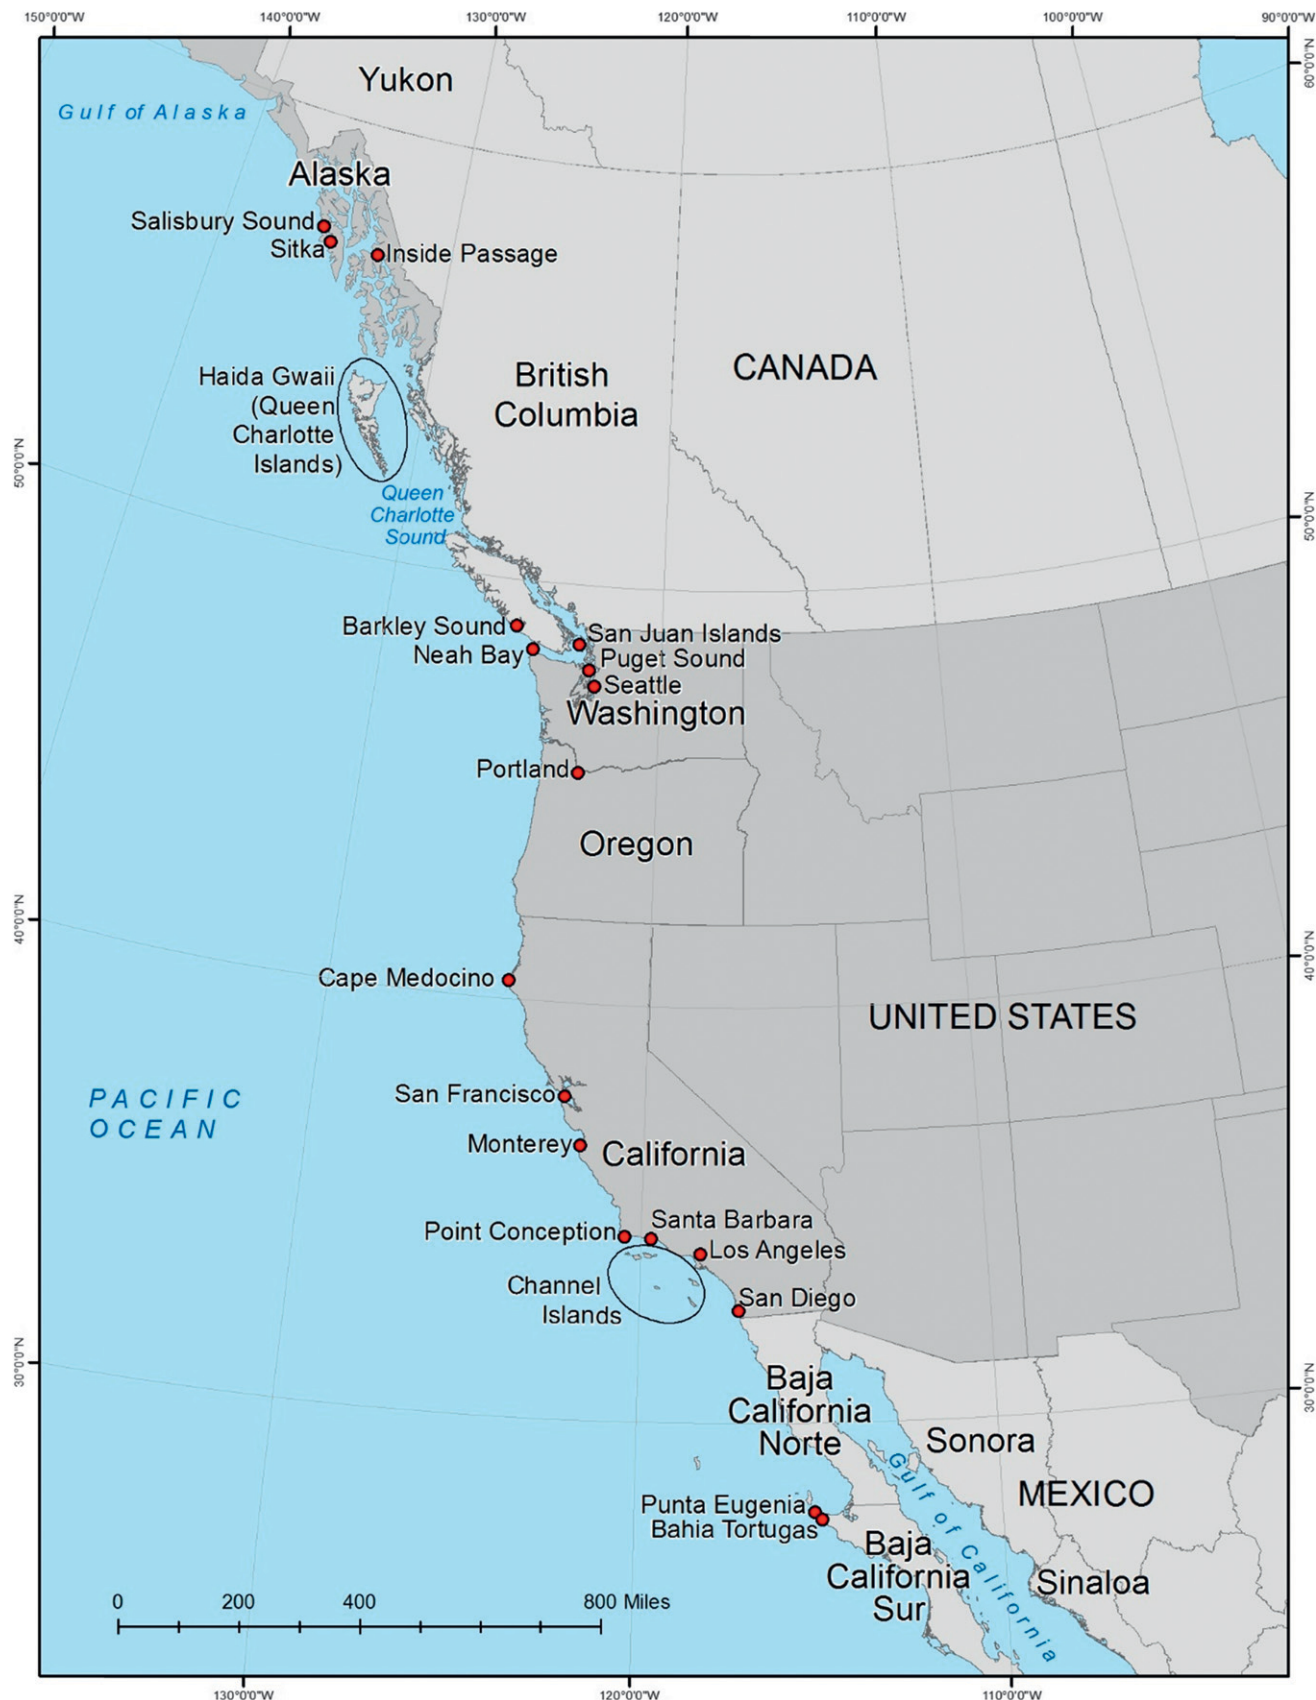 150°0'0"W 140°0'0"W 130°0'0"W 120°0'0"W 110°0'0"W 100°0'0"W 90°0'0"W
60°0'0"N
Yukon
Gulf of Alaska
Alaska
Salisbury Sound
Sitka
Inside Passage
Haida Gwaii
(Queen
Charlotte
Islands)
British
Columbia
CANADA
50°0'0"N
50°0'0"N
Queen
Charlotte
Sound
Barkley Sound
Neah Bay
San Juan Islands
Puget Sound
Seattle
Washington
Portland
Oregon
40°0'0"N
40°0'0"N
Cape Medocino
UNITED STATES
PACIFIC
OCEAN
San Francisco
Monterey
California
Point Conception
Santa Barbara
Los Angeles
Channel
Islands
San Diego
30°0'0"N
30°0'0"N
Baja
California
Norte
Sonora
MEXICO
Gulf of California
Punta Eugenia
Bahia Tortugas
Baja
California
Sur
Sinaloa
0 200 400 800 Miles
130°0'0"W 120°0'0"W 110°0'0"W